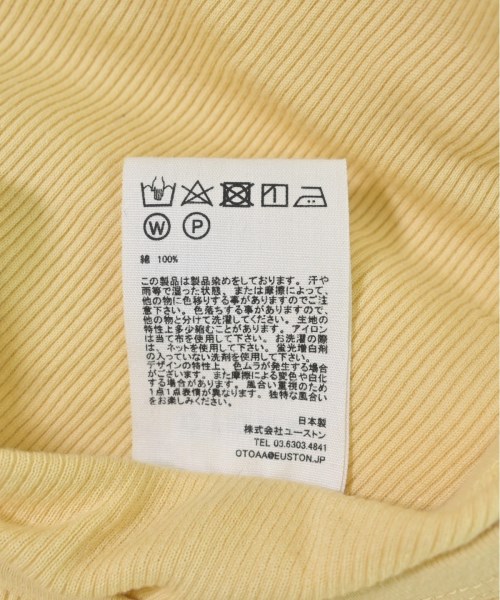 W P
綿 100%
この製品は製品染めをしております。汗や
雨等で湿った状態、または摩擦によって、
他の物に色移りする事がありますのでご注
意下さい。色落ちする事がありますので、
他の物と分けて洗濯してください。生地の
特性上多少縮むことがあります。アイロン
は当て布を使用して下さい。お洗濯の際
は、ネットを使用して下さい。蛍光増白剤
の入っていない洗剤を使用して下さい。
デザインの特性上、色ムラが発生する場合
がございます。また摩擦による変色や白化
する場合があります。風合い重視のため
1点1点表情が異なります。独特な風合い
をお楽しみください。
日本製
株式会社ユーストン
TEL 03.6303.4841
OTOAA@EUSTON.JP